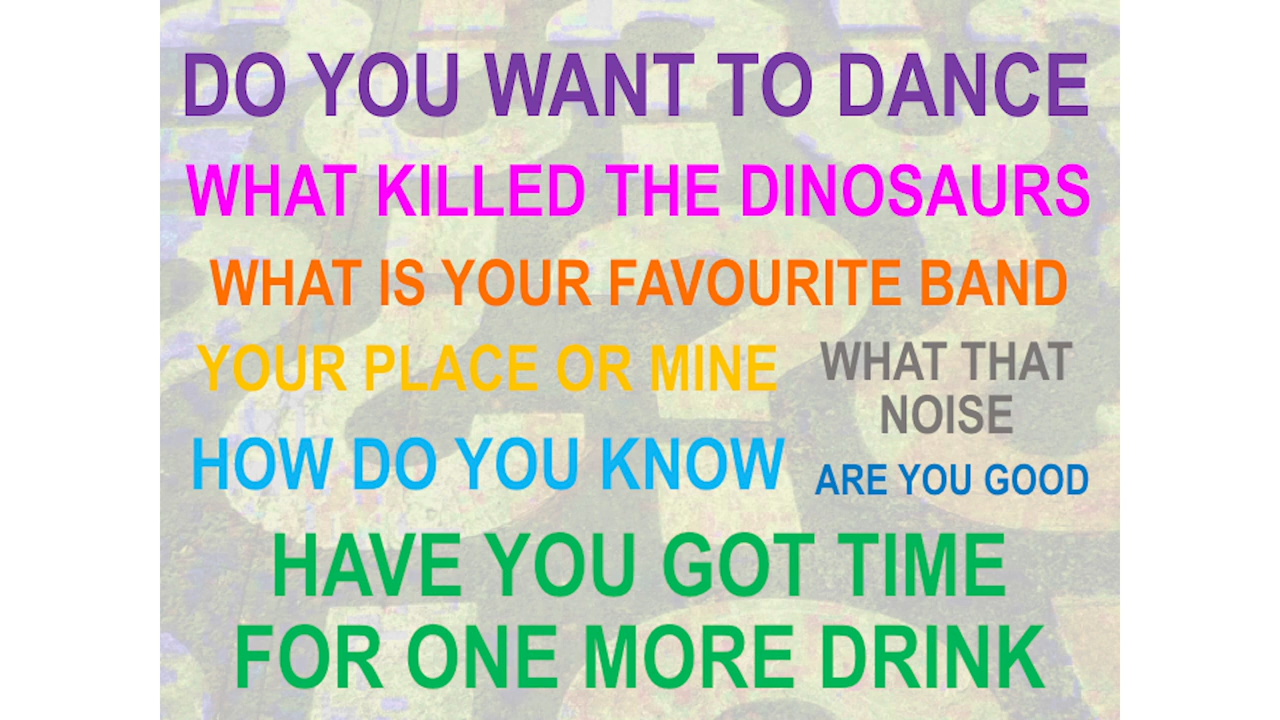 DO YOU WANT TO DANCE
WHAT KILLED THE DINOSAURS
WHAT IS YOUR FAVOURITE BAND
YOUR PLACE OR MINE
WHAT THAT
NOISE
HOW DO YOU KNOW
ARE YOU GOOD
HAVE YOU GOT TIME
FOR ONE MORE DRINK